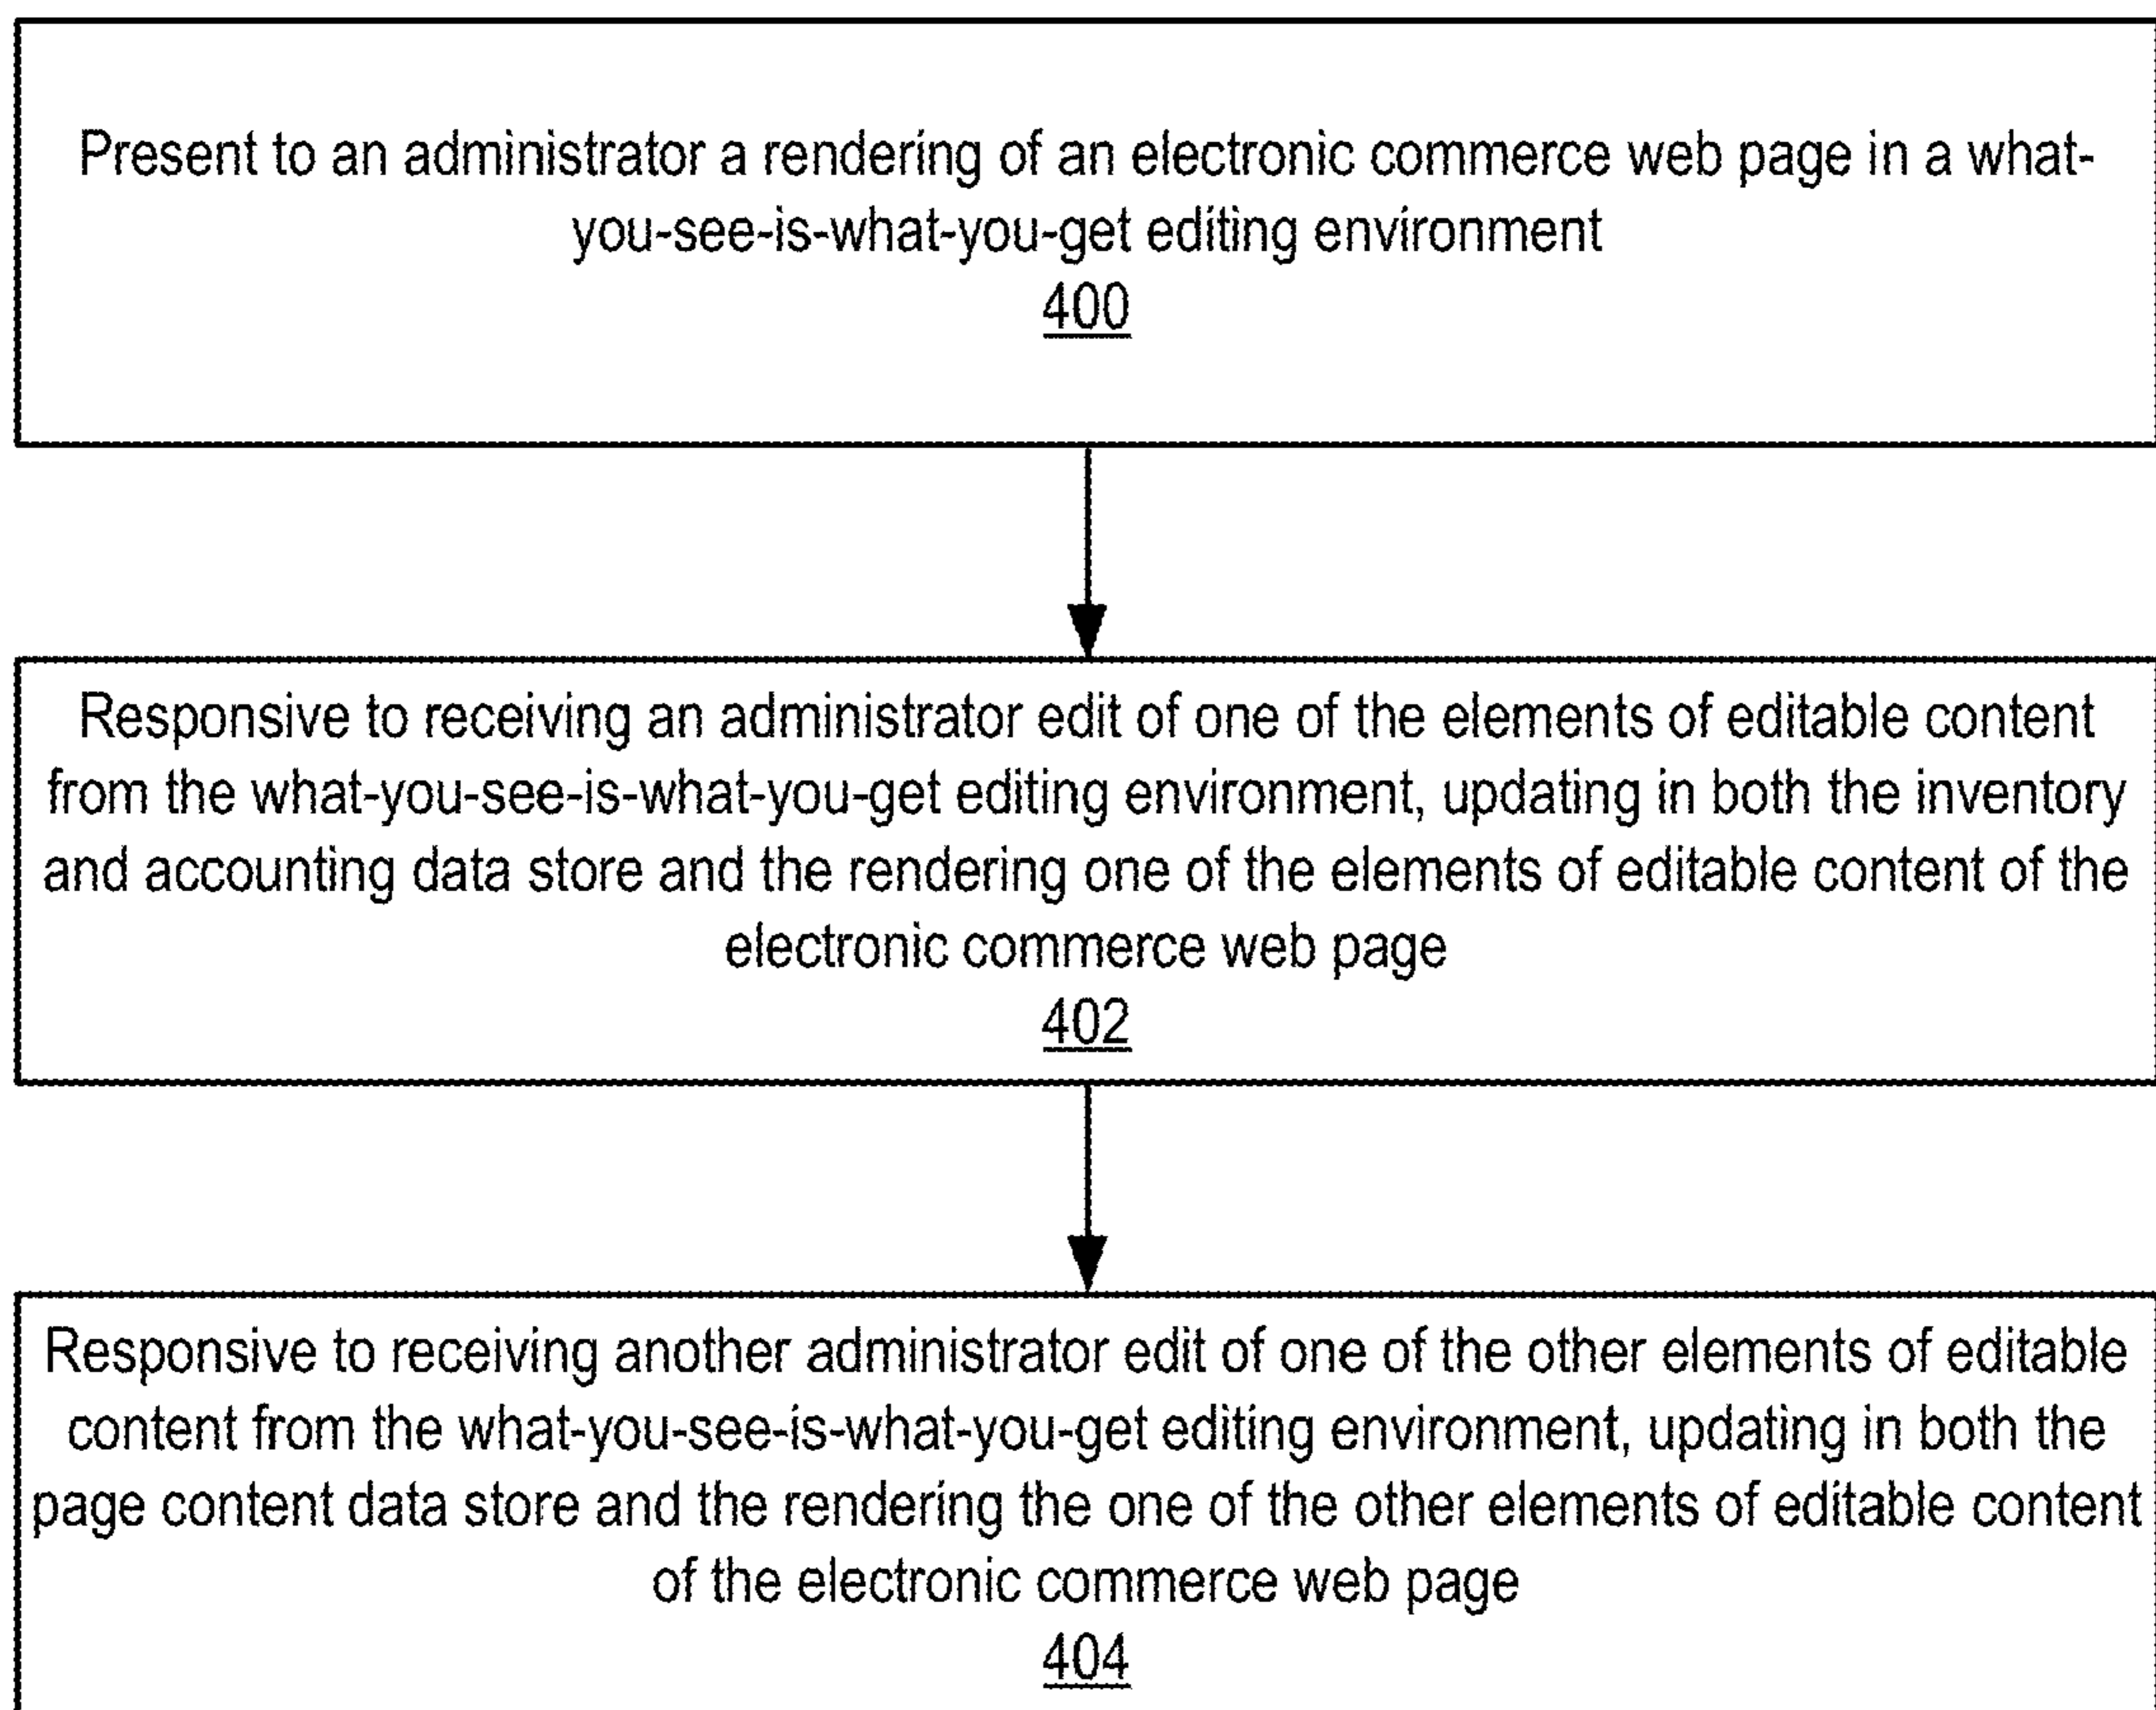 Present to an administrator a rendering of an electronic commerce web page in a what-
you-see-is-what-you-get editing environment
400
Responsive to receiving an administrator edit of one of the elements of editable content
from the what-you-see-is-what-you-get editing environment, updating in both the inventory
and accounting data store and the rendering one of the elements of editable content of the
electronic commerce web page
402
Responsive to receiving another administrator edit of one of the other elements of editable
content from the what-you-see-is-what-you-get editing environment, updating in both the
page content data store and the rendering the one of the other elements of editable content
of the electronic commerce web page
404